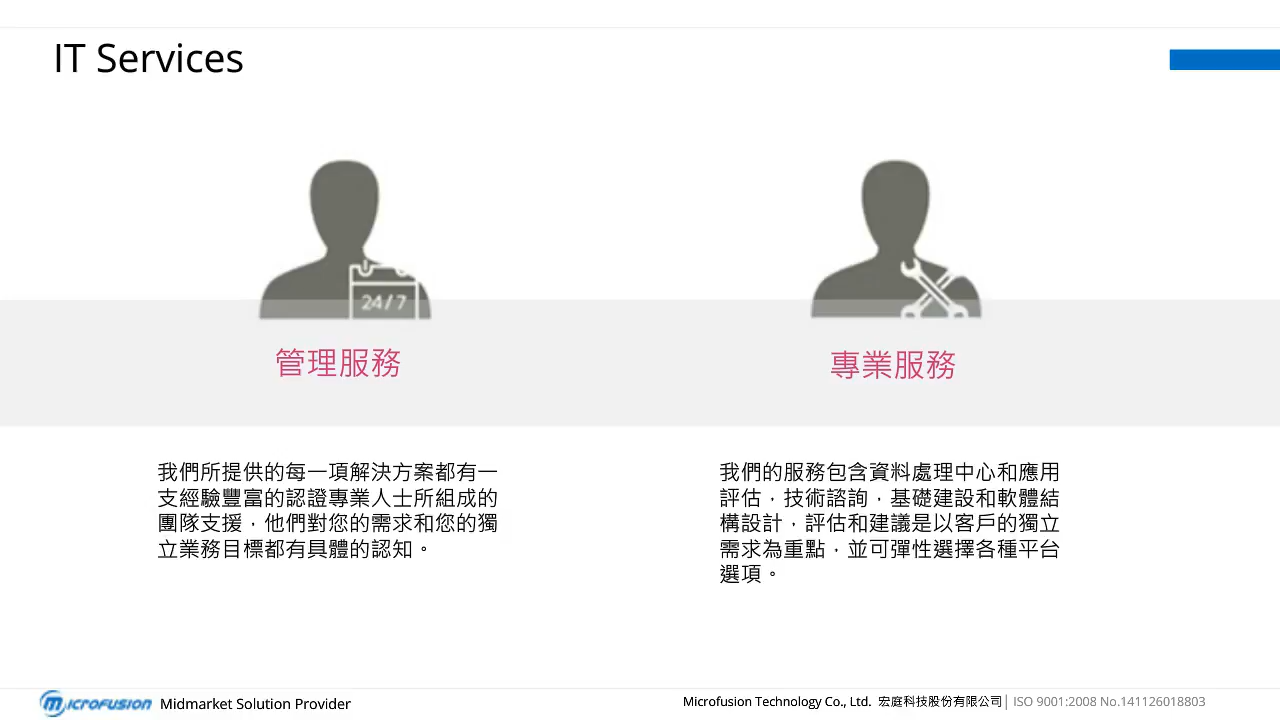 IT Services
24/7
管理服務
專業服務
我們所提供的每一項解決方案都有一
支經驗豐富的認證專業人士所組成的
團隊支援，他們對您的需求和您的獨
立業務目標都有具體的認知。
我們的服務包含資料處理中心和應用
評估，技術諮詢，基礎建設和軟體結
構設計，評估和建議是以客戶的獨立
需求為重點，並可彈性選擇各種平台
選項。
Microfusion Midmarket Solution Provider
Microfusion Technology Co., Ltd. 宏庭科技股份有限公司│ ISO 9001:2008 No.141126018803